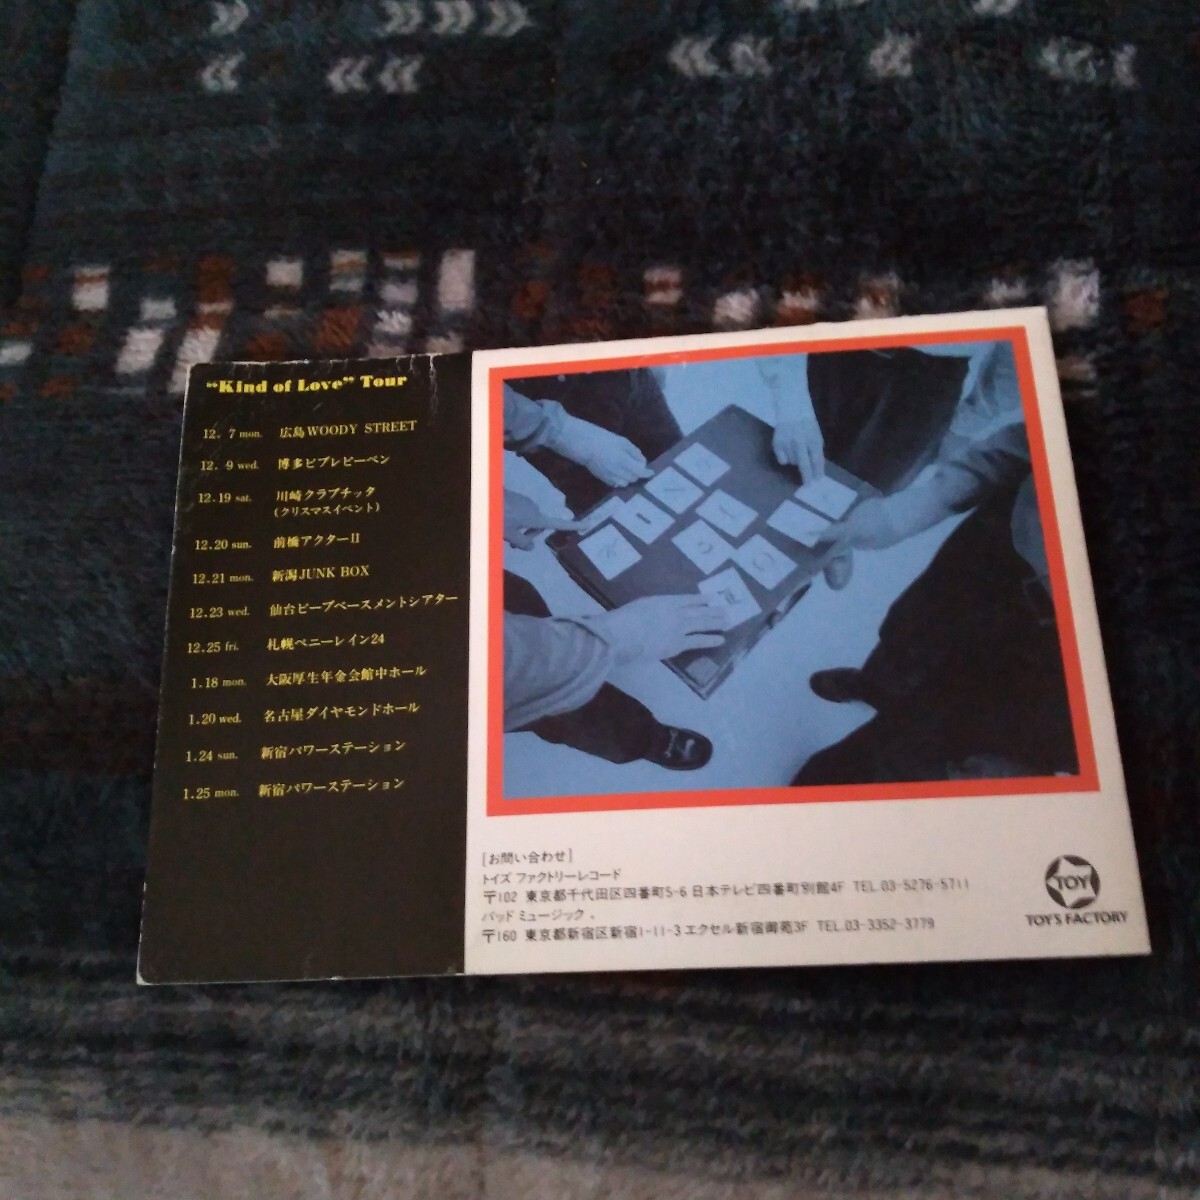 “Kind of Love” Tour
12. 7 mon. 広島WOODY STREET
12. 9 wed. 博多ビブレビーベン
12.19 sat. 川崎クラブチッタ
(クリスマスイベント)
12.20 sun. 前橋アクターII
12.21 mon. 新潟JUNK BOX
12.23 wed. 仙台ビーブベースメントシアター
12.25 fri. 札幌ペニーレイン24
1.18 mon. 大阪厚生年金会館中ホール
1.20 wed. 名古屋ダイヤモンドホール
1.24 sun. 新宿パワーステーション
1.25 mon. 新宿パワーステーション
[お問い合わせ]
トイズ ファクトリーレコード
〒102 東京都千代田区四番町5-6 日本テレビ四番町別館4F TEL.03-5276-5711
バッド ミュージック
〒160 東京都新宿区新宿1-11-3エクセル新宿御苑3F TEL.03-3352-3779
TOY
TOY'S FACTORY